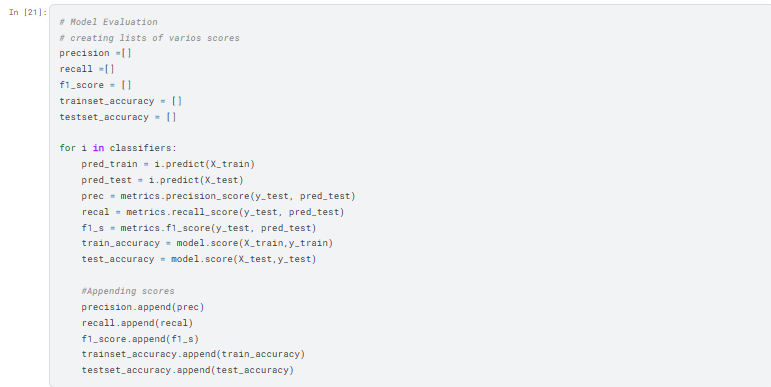 In [21]:
# Model Evaluation
# creating lists of varios scores
precision =[]
recall =[]
f1_score = []
trainset_accuracy = []
testset_accuracy = []
for i in classifiers:
pred_train = i.predict(X_train)
pred_test = i.predict(X_test)
prec = metrics.precision_score(y_test, pred_test)
recal = metrics.recall_score(y_test, pred_test)
f1_s = metrics.f1_score(y_test, pred_test)
train_accuracy = model.score(X_train,y_train)
test_accuracy = model.score(X_test,y_test)
#Appending scores
precision.append(prec)
recall.append(recal)
f1_score.append(f1_s)
trainset_accuracy.append(train_accuracy)
testset_accuracy.append(test_accuracy)